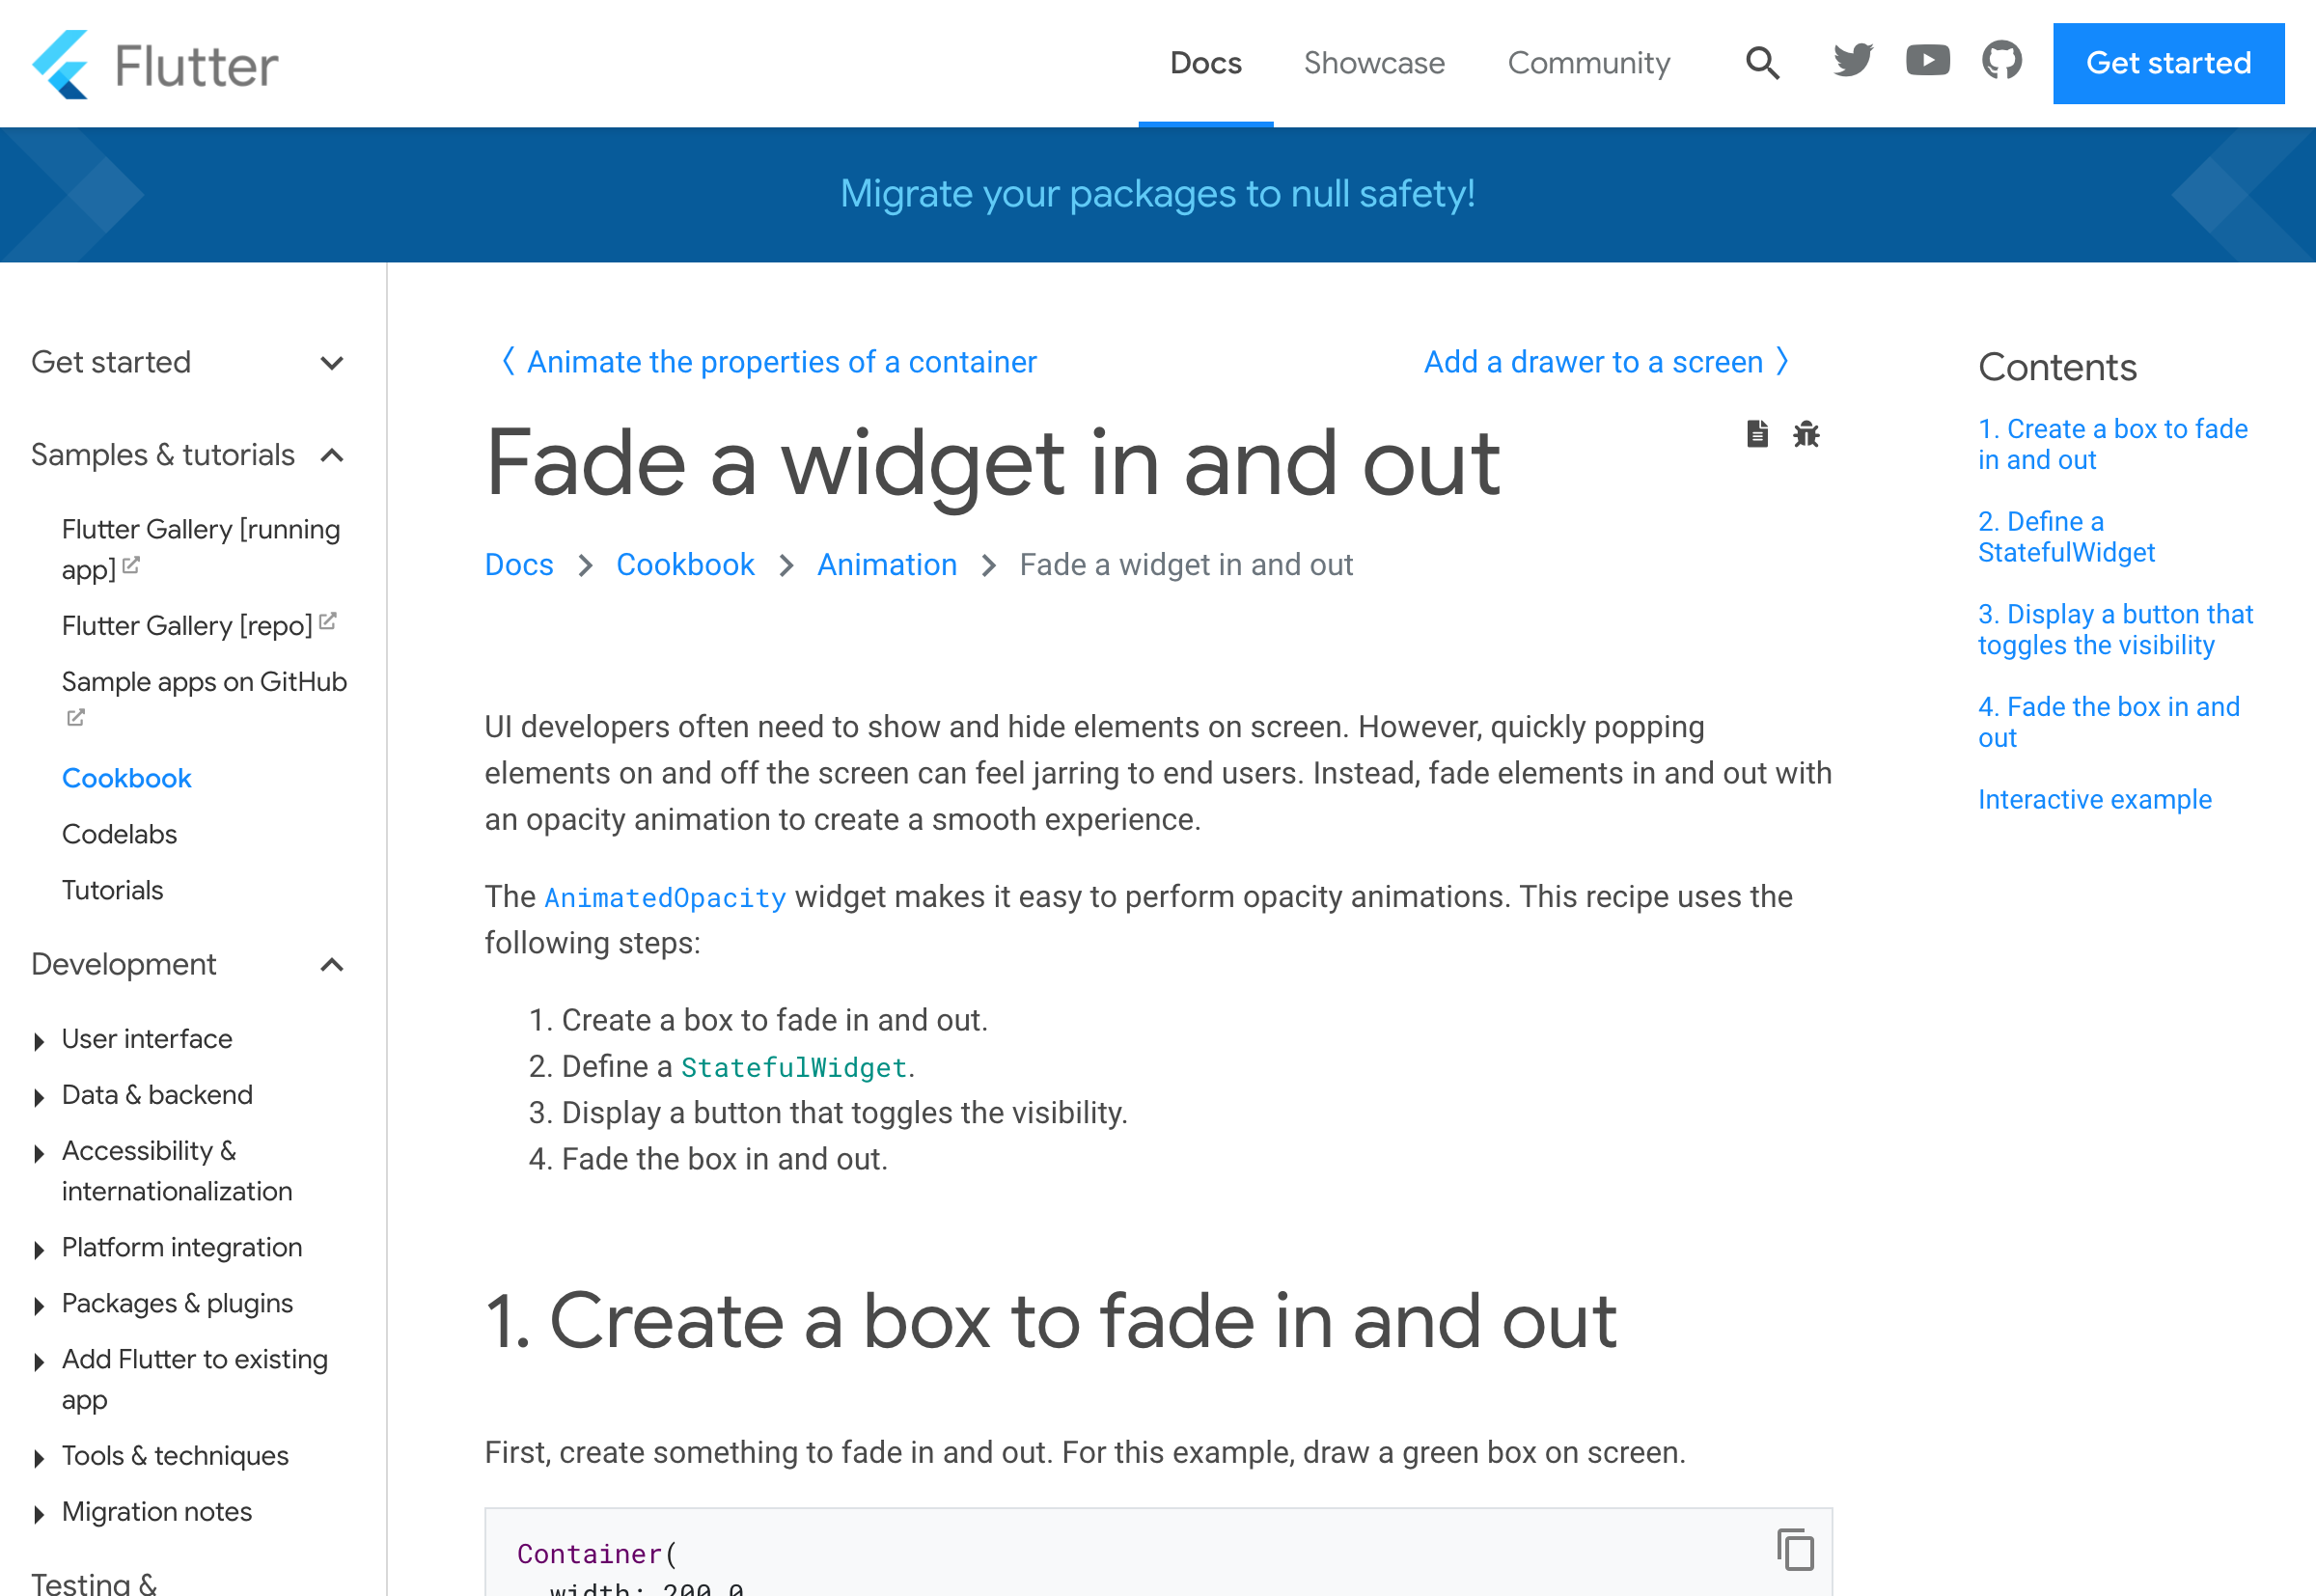 Flutter
Docs
Showcase
Community
Get started
Migrate your packages to null safety!
Get started
Samples & tutorials
Flutter Gallery [running
app]
Flutter Gallery [repo]
Sample apps on GitHub
Cookbook
Codelabs
Tutorials
Development
User interface
Data & backend
Accessibility &
internationalization
Platform integration
Packages & plugins
Add Flutter to existing
app
Tools & techniques
Migration notes
Testing &
〈 Animate the properties of a container
Add a drawer to a screen 〉
Fade a widget in and out
Docs > Cookbook > Animation > Fade a widget in and out
UI developers often need to show and hide elements on screen. However, quickly popping
elements on and off the screen can feel jarring to end users. Instead, fade elements in and out with
an opacity animation to create a smooth experience.
The AnimatedOpacity widget makes it easy to perform opacity animations. This recipe uses the
following steps:
1. Create a box to fade in and out.
2. Define a StatefulWidget.
3. Display a button that toggles the visibility.
4. Fade the box in and out.
1. Create a box to fade in and out
First, create something to fade in and out. For this example, draw a green box on screen.
Container(
width: 200.0
Contents
1. Create a box to fade
in and out
2. Define a
StatefulWidget
3. Display a button that
toggles the visibility
4. Fade the box in and
out
Interactive example